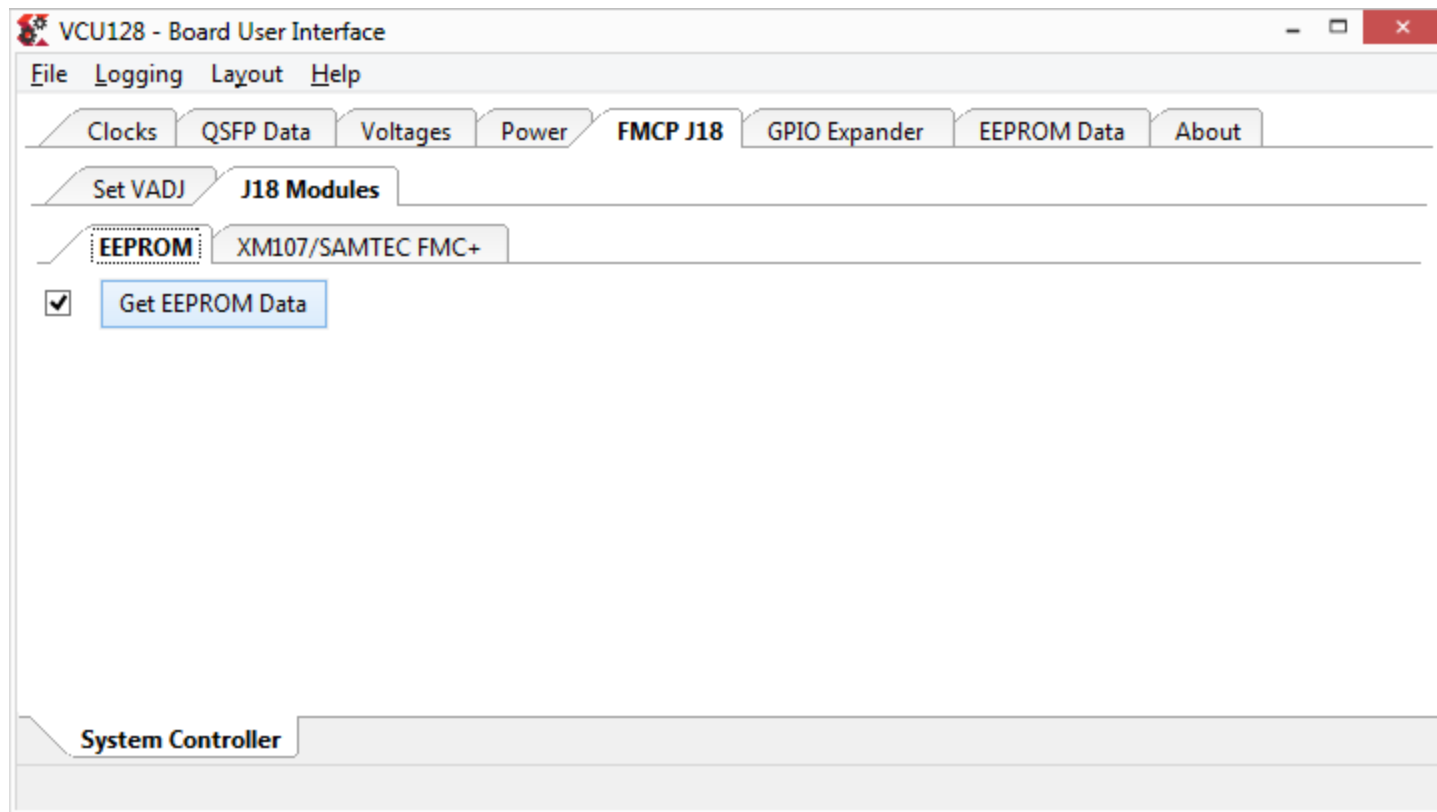 VCU128 - Board User Interface
File Logging Layout Help
Clocks QSFP Data Voltages Power FMCP J18 GPIO Expander EEPROM Data About
Set VADJ J18 Modules
EEPROM XM107/SAMTEC FMC+
Get EEPROM Data
System Controller